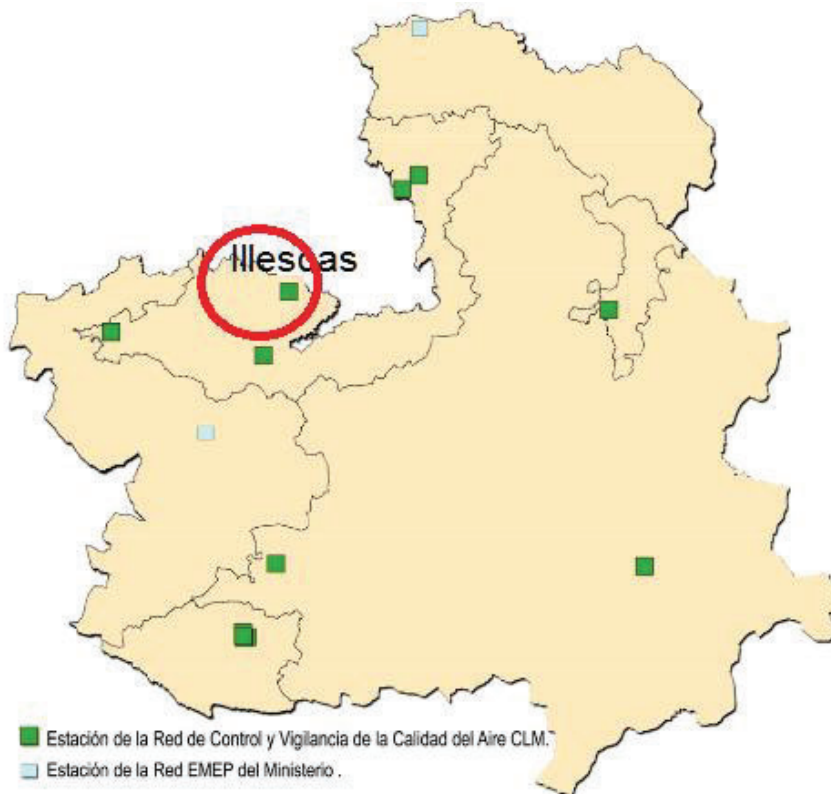 Illescas
Estación de la Red de Control y Vigilancia de la Calidad del Aire CLM.
Estación de la Red EMEP del Ministerio .